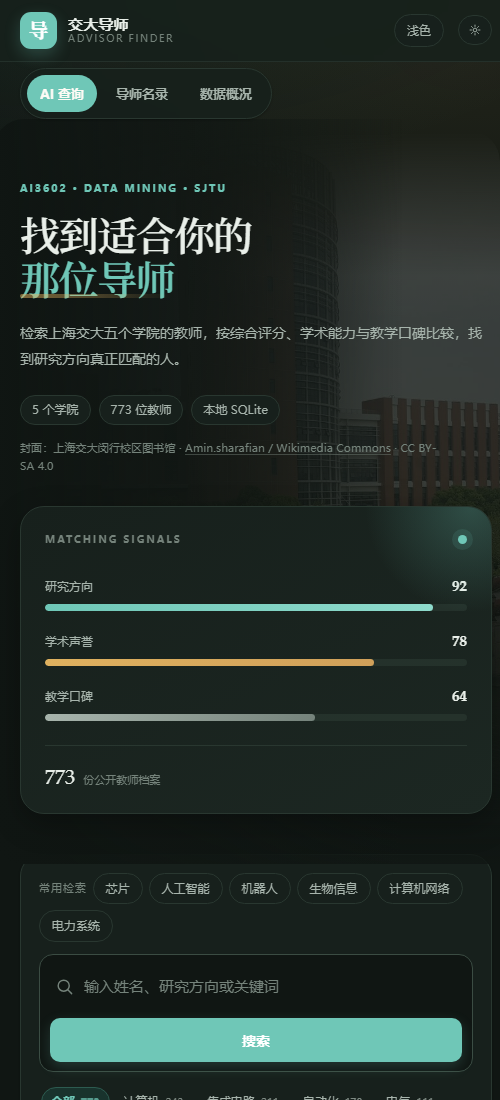 导
交大导师
ADVISOR FINDER
浅色
AI 查询
导师名录
数据概况
AI3602 • DATA MINING • SJTU
找到适合你的
那位导师
检索上海交大五个学院的教师，按综合评分、学术能力与教学口碑比较，找
到研究方向真正匹配的人。
5 个学院
773 位教师
本地 SQLite
封面：上海交大闵行校区图书馆 · Amin.sharafian / Wikimedia Commons · CC BY-
SA 4.0
MATCHING SIGNALS
研究方向 92
学术声誉 78
教学口碑 64
773 份公开教师档案
常用检索 芯片 人工智能 机器人 生物信息 计算机网络
电力系统
输入姓名、研究方向或关键词
搜索